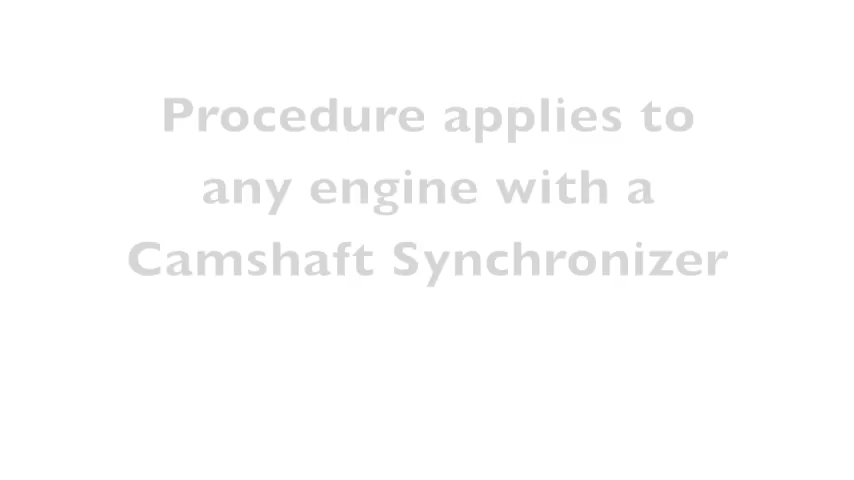 Procedure applies to
any engine with a
Camshaft Synchronizer